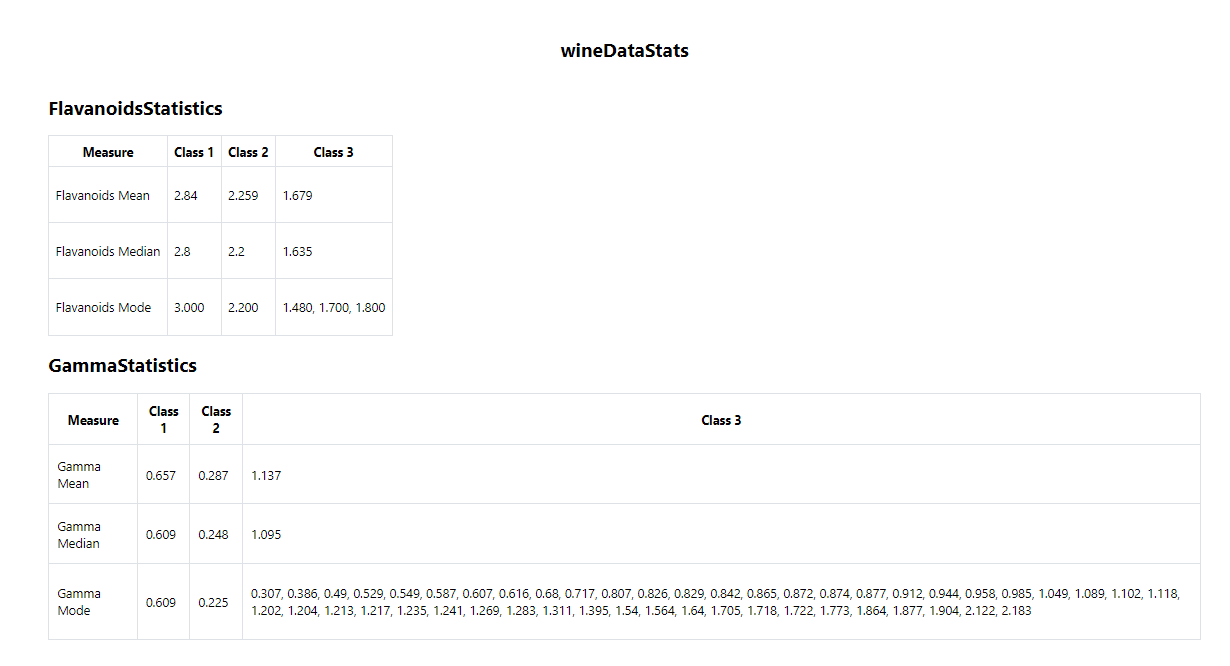 wineDataStats
FlavanoidsStatistics
Measure Class 1 Class 2 Class 3
Flavanoids Mean 2.84 2.259 1.679
Flavanoids Median 2.8 2.2 1.635
Flavanoids Mode 3.000 2.200 1.480, 1.700, 1.800
GammaStatistics
Measure Class 1 Class 2 Class 3
Gamma Mean 0.657 0.287 1.137
Gamma Median 0.609 0.248 1.095
Gamma Mode 0.609 0.225 0.307, 0.386, 0.49, 0.529, 0.549, 0.587, 0.607, 0.616, 0.68, 0.717, 0.807, 0.826, 0.829, 0.842, 0.865, 0.872, 0.874, 0.877, 0.912, 0.944, 0.958, 0.985, 1.049, 1.089, 1.102, 1.118,
1.202, 1.204, 1.213, 1.217, 1.235, 1.241, 1.269, 1.283, 1.311, 1.395, 1.54, 1.564, 1.64, 1.705, 1.718, 1.722, 1.773, 1.864, 1.877, 1.904, 2.122, 2.183